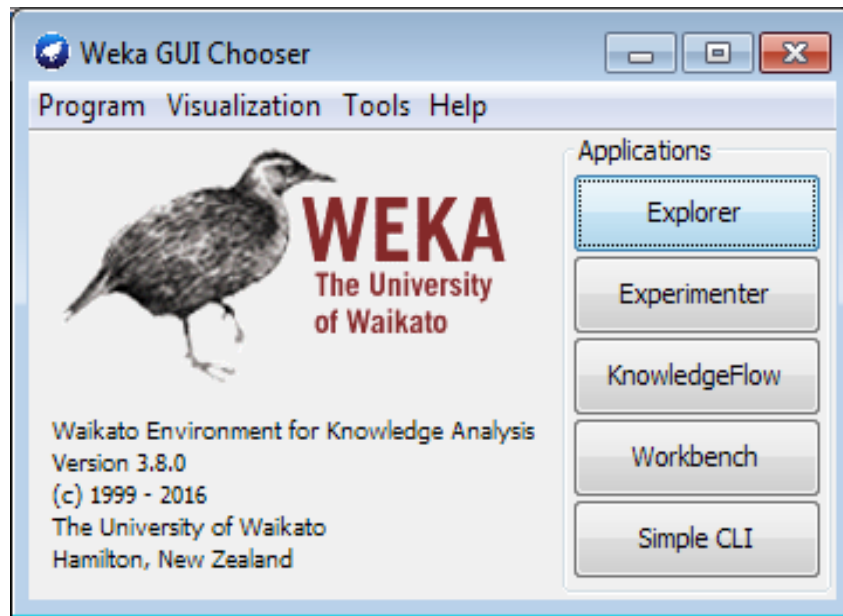 Weka GUI Chooser
Program Visualization Tools Help
WEKA
The University
of Waikato
Waikato Environment for Knowledge Analysis
Version 3.8.0
(c) 1999 - 2016
The University of Waikato
Hamilton, New Zealand
Applications
Explorer
Experimenter
KnowledgeFlow
Workbench
Simple CLI